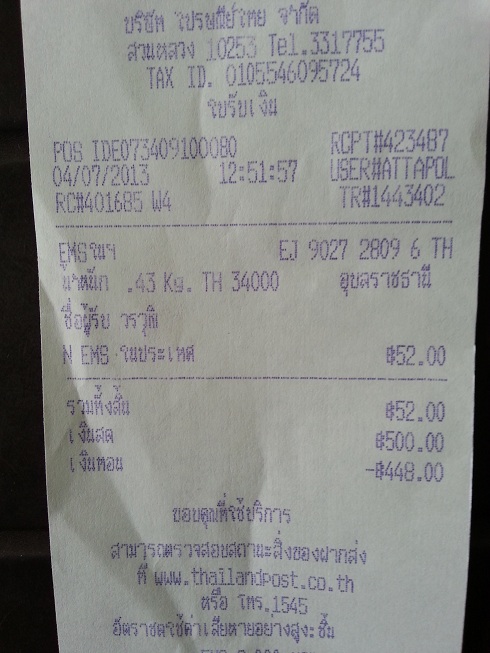 บริษัท ไปรษณีย์ไทย จำกัด
สวนหลวง 10253 Tel.3317755
TAX ID. 0105546095724
ใบรับเงิน
POS IDE073409100080 RCPT#423487
04/07/2013 12:51:57 USER#ATTAPOL
RC#401685 W4 TR#1443402
EMSในฯ EJ 9027 2809 6 TH
น้ำหนัก .43 Kg. TH 34000 อุบลราชธานี
ชื่อผู้รับ วรวุฒิ
N EMS ในประเทศ ฿52.00
รวมทั้งสิ้น ฿52.00
เงินสด ฿500.00
เงินทอน -฿448.00
ขอบคุณที่ใช้บริการ
สามารถตรวจสอบสถานะสิ่งของฝากส่ง
ที่ www.thailandpost.co.th
หรือ โทร.1545
อัตราชดใช้ค่าเสียหายอย่างสูงะชิ้น